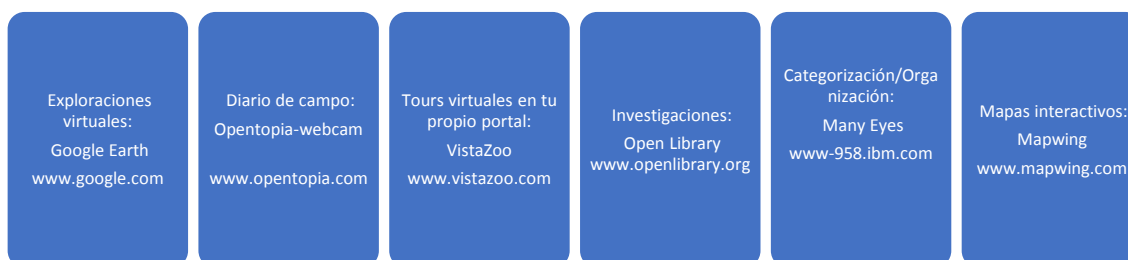 Exploraciones
virtuales:
Google Earth
www.google.com
Diario de campo:
Opentopia-webcam
www.opentopia.com
Tours virtuales en tu
propio portal:
VistaZoo
www.vistazoo.com
Investigaciones:
Open Library
www.openlibrary.org
Categorización/Orga
nización:
Many Eyes
www-958.ibm.com
Mapas interactivos:
Mapwing
www.mapwing.com